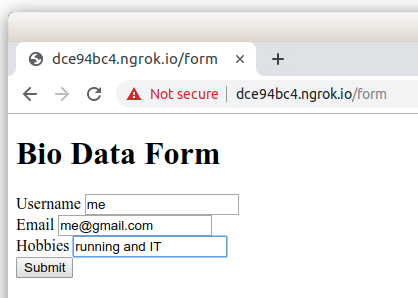 dce94bc4.ngrok.io/form
Not secure | dce94bc4.ngrok.io/form
Bio Data Form
Username me
Email me@gmail.com
Hobbies running and IT
Submit